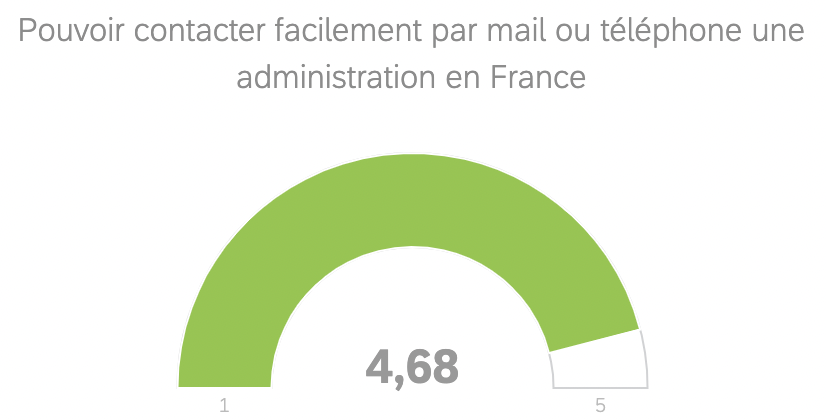 Pouvoir contacter facilement par mail ou téléphone une
administration en France
4,68
1
5